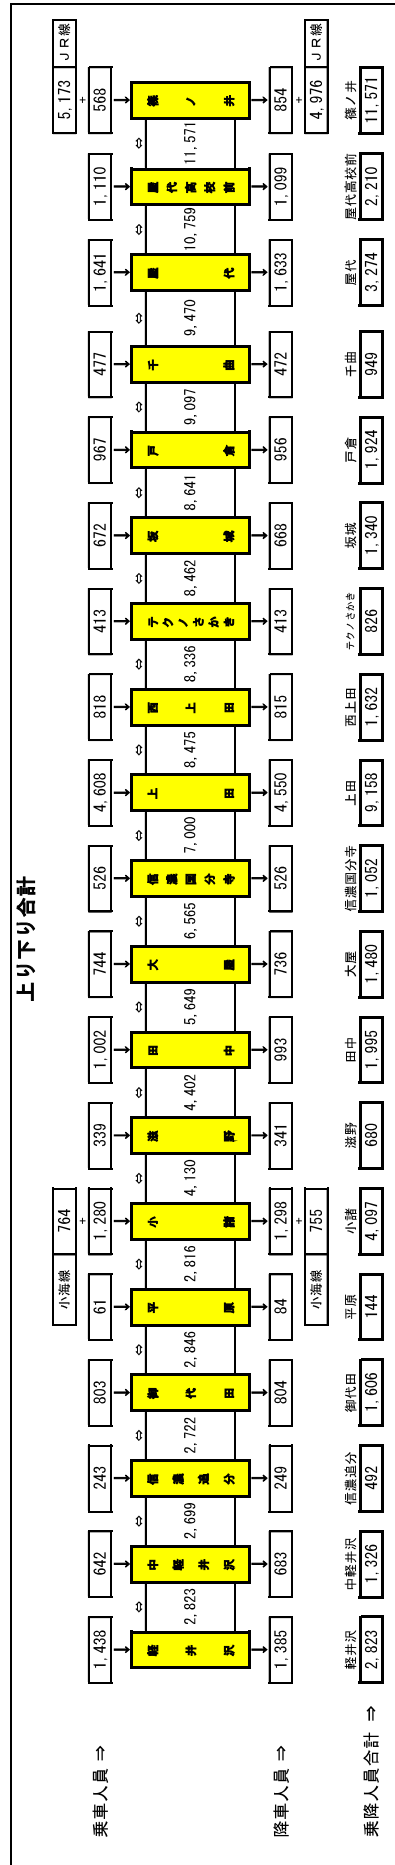 上り下り合計
小海線 764
5,173 JR線
+
+
乗車人員 ⇒ 1,438 642 243 803 61 1,280 339 1,002 744 526 4,608 818 413 672 967 477 1,641 1,110 568
⇔ ⇔ ⇔ ⇔ ⇔ ⇔ ⇔ ⇔ ⇔ ⇔ ⇔ ⇔ ⇔ ⇔ ⇔ ⇔ ⇔ ⇔
軽井沢 2,823 中軽井沢 2,699 信濃追分 2,722 御代田 2,846 平原 2,816 小諸 4,130 滋野 4,402 田中 5,649 大屋 6,565 信濃国分寺 7,000 上田 8,475 西上田 8,336 テクノさかき 8,462 坂城 8,641 戸倉 9,097 千曲 9,470 屋代 10,759 屋代高校前 11,571 篠ノ井
降車人員 ⇒ 1,385 683 249 804 84 1,298 341 993 736 526 4,550 815 413 668 956 472 1,633 1,099 854
+
+
小海線 755
4,976 JR線
軽井沢 中軽井沢 信濃追分 御代田 平原 小諸 滋野 田中 大屋 信濃国分寺 上田 西上田 テクノさかき 坂城 戸倉 千曲 屋代 屋代高校前 篠ノ井
乗降人員合計 ⇒ 2,823 1,326 492 1,606 144 4,097 680 1,995 1,480 1,052 9,158 1,632 826 1,340 1,924 949 3,274 2,210 11,571